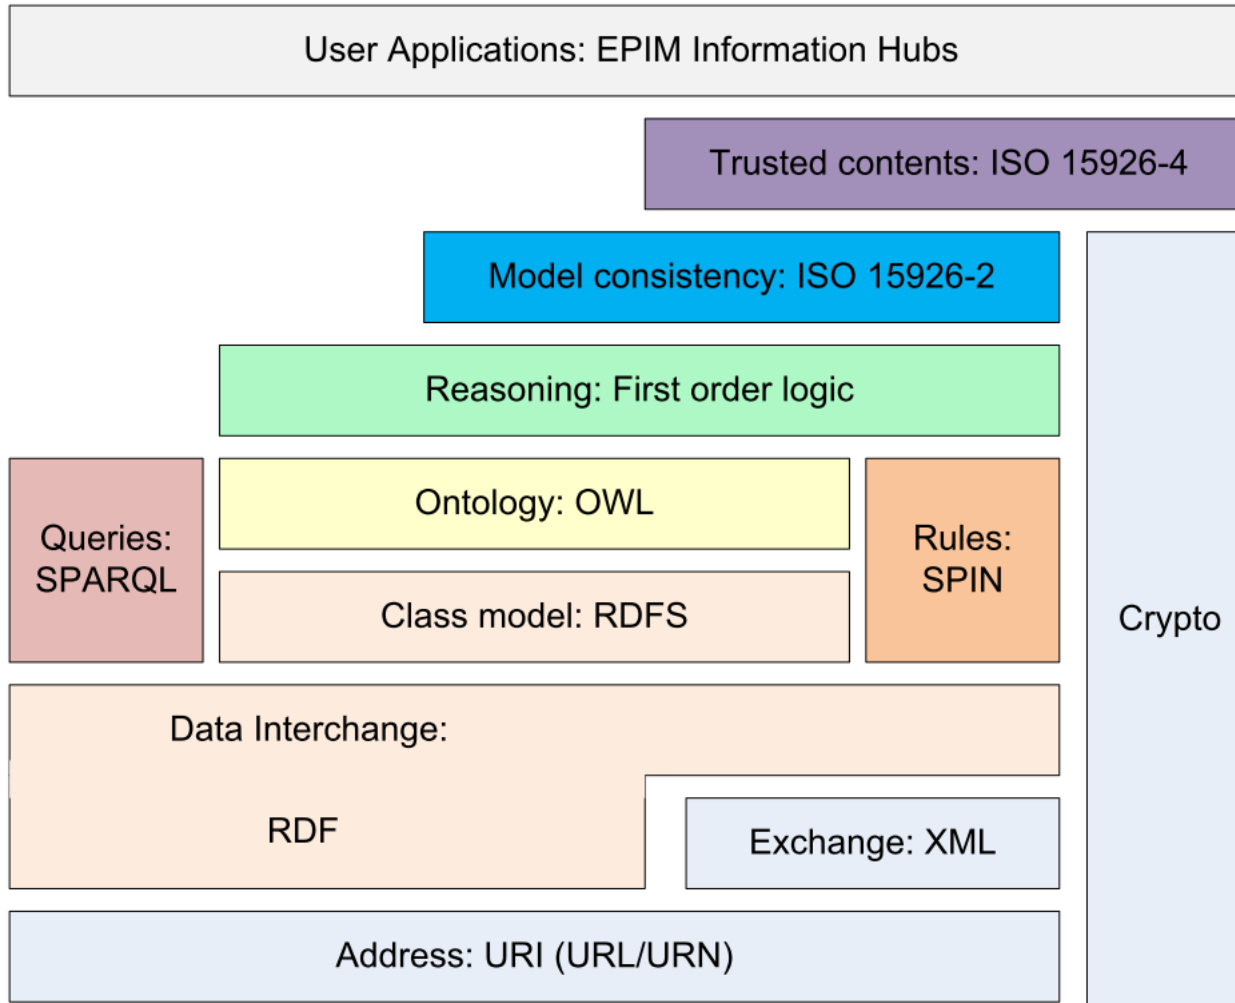 User Applications: EPIM Information Hubs
Trusted contents: ISO 15926-4
Model consistency: ISO 15926-2
Reasoning: First order logic
Queries:
SPARQL
Ontology: OWL
Class model: RDFS
Rules:
SPIN
Crypto
Data Interchange:
RDF
Exchange: XML
Address: URI (URL/URN)